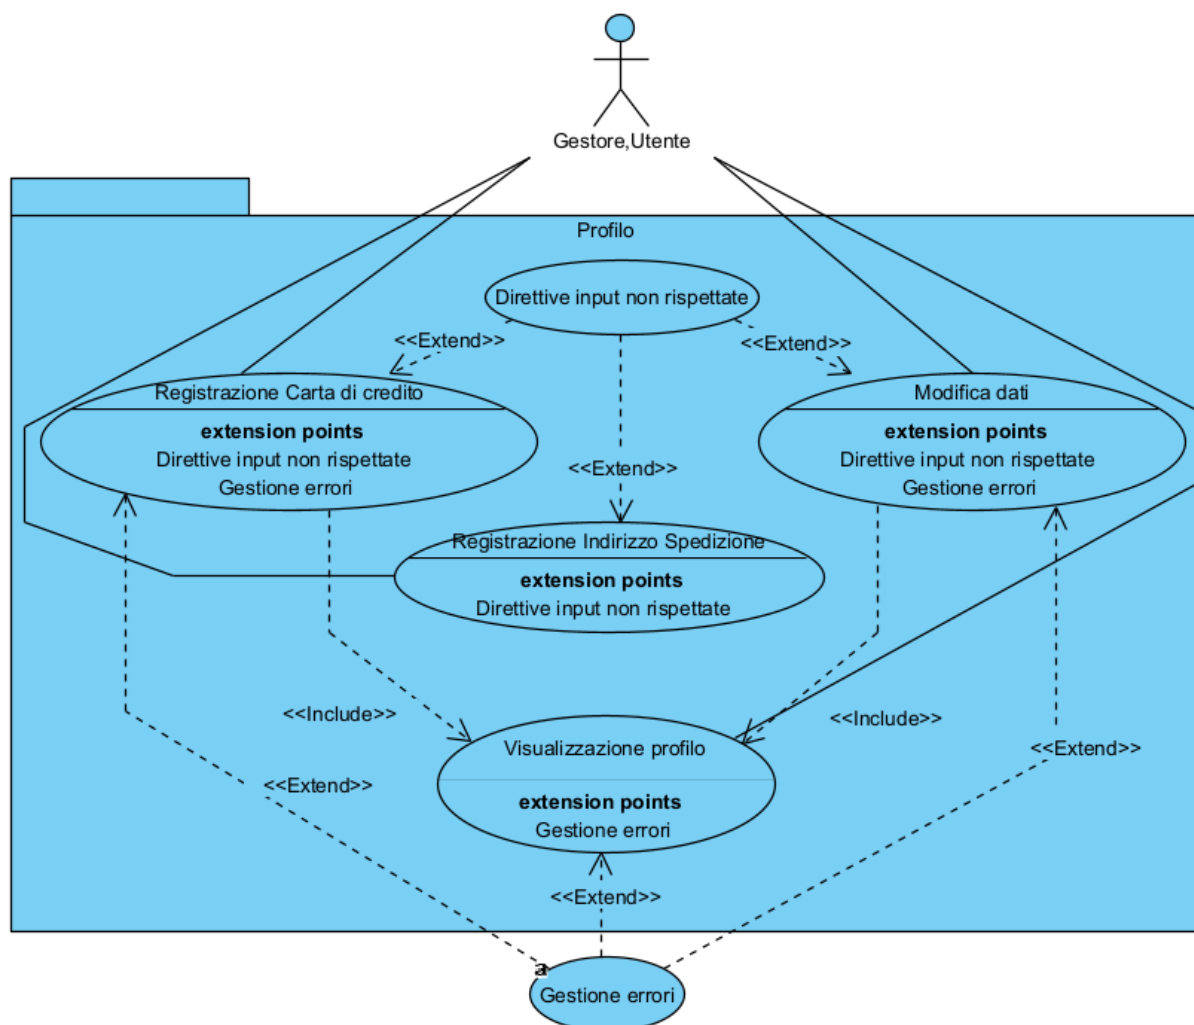 Gestore,Utente
Profilo
Direttive input non rispettate
<<Extend>>
<<Extend>>
<<Extend>>
Registrazione Carta di credito
extension points
Direttive input non rispettate
Gestione errori
Modifica dati
extension points
Direttive input non rispettate
Gestione errori
Registrazione Indirizzo Spedizione
extension points
Direttive input non rispettate
<<Include>>
<<Include>>
Visualizzazione profilo
extension points
Gestione errori
<<Extend>>
<<Extend>>
<<Extend>>
Gestione errori